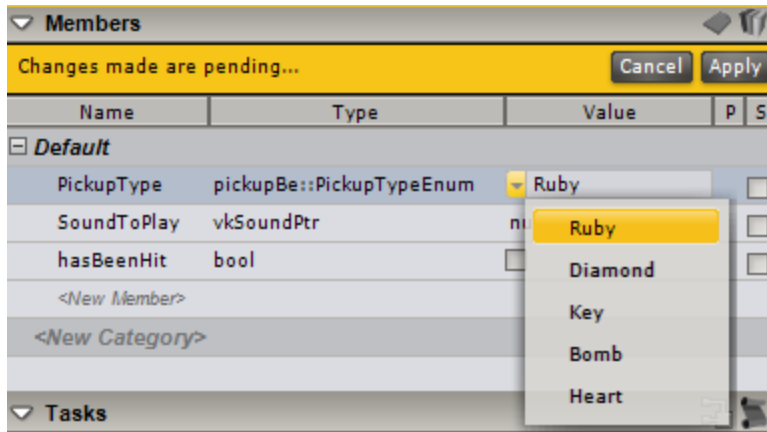 Members
Changes made are pending... Cancel Apply
Name Type Value P S
Default
PickupType pickupBe::PickupTypeEnum Ruby
SoundToPlay vkSoundPtr
Ruby
hasBeenHit bool
Diamond
<New Member>
Key
<New Category>
Bomb
Heart
Tasks